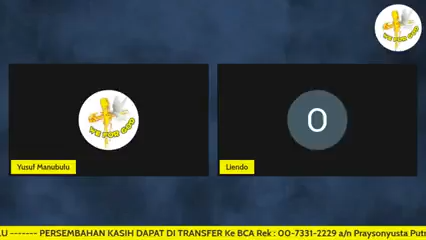 WE FOR GOD
WE FOR GOD
O
Yusuf Manubulu
Liendo
LU ------- PERSEMBAHAN KASIH DAPAT DI TRANSFER Ke BCA Rek : 00-7331-2229 a/n Praysonyusta Putr